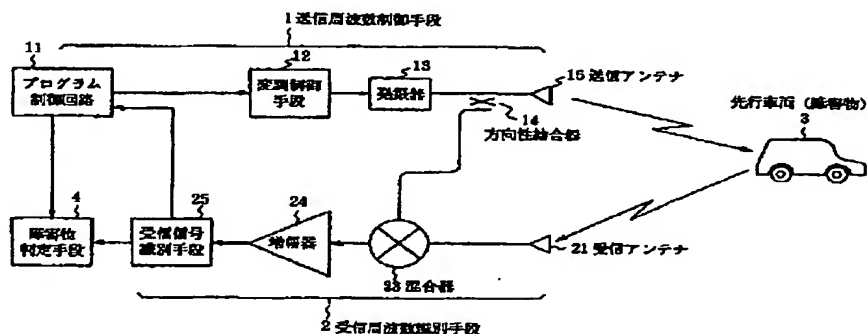 1 送信周波数制御手段
11
プログラム
制御回路
12
変調制御
手段
13
発振器
15 送信アンテナ
14
方向性結合器
先行車両 (障害物)
3
4
障害位
判定手段
25
受信信号
識別手段
24
増幅器
23 混合器
21 受信アンテナ
2 受信周波数識別手段